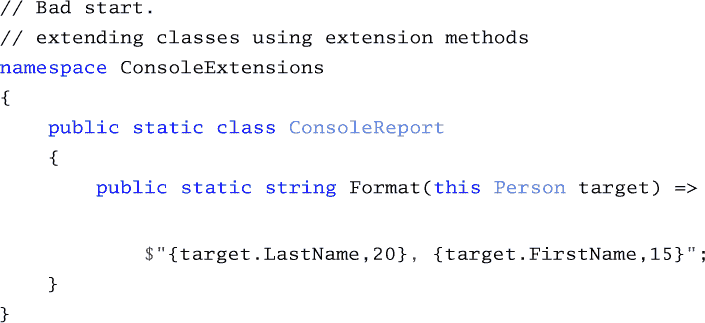 // Bad start.
// extending classes using extension methods
namespace ConsoleExtensions
{
    public static class ConsoleReport
    {
        public static string Format(this Person target) =>
            $"{target.LastName,20}, {target.FirstName,15}";
    }
}